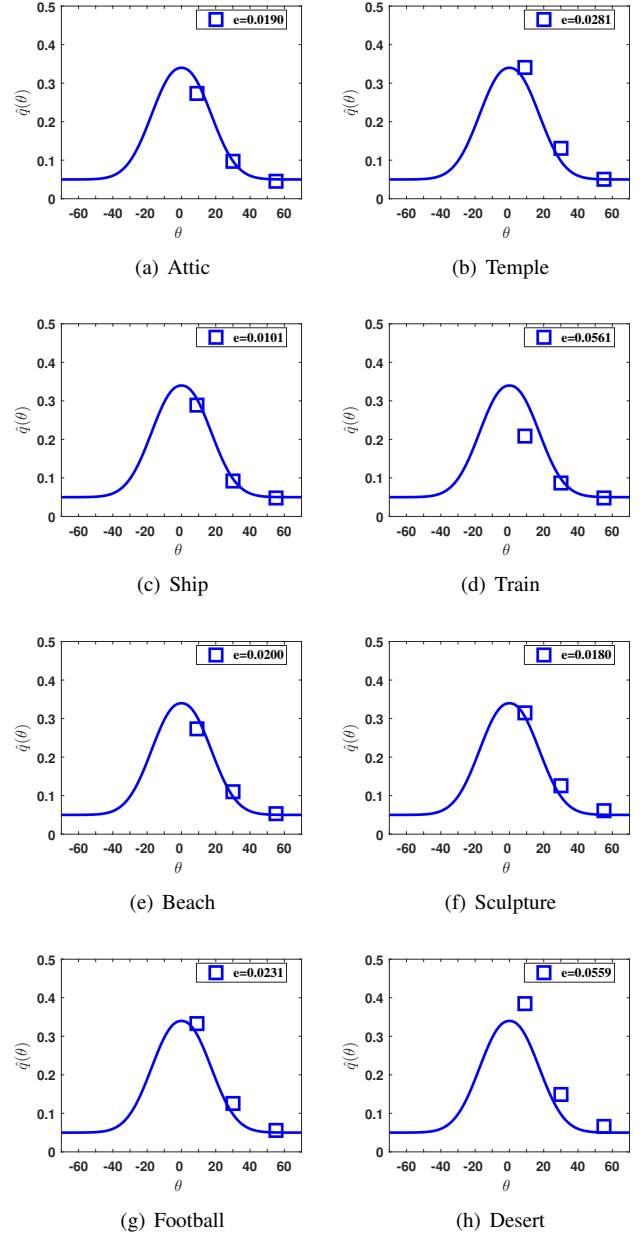 0.5
e=0.0190
0.4
0.3
q̂(θ)
0.2
0.1
0
-60 -40 -20 0 20 40 60
θ
(a) Attic
0.5
e=0.0281
0.4
0.3
q̂(θ)
0.2
0.1
0
-60 -40 -20 0 20 40 60
θ
(b) Temple
0.5
e=0.0101
0.4
0.3
q̂(θ)
0.2
0.1
0
-60 -40 -20 0 20 40 60
θ
(c) Ship
0.5
e=0.0561
0.4
0.3
q̂(θ)
0.2
0.1
0
-60 -40 -20 0 20 40 60
θ
(d) Train
0.5
e=0.0200
0.4
0.3
q̂(θ)
0.2
0.1
0
-60 -40 -20 0 20 40 60
θ
(e) Beach
0.5
e=0.0180
0.4
0.3
q̂(θ)
0.2
0.1
0
-60 -40 -20 0 20 40 60
θ
(f) Sculpture
0.5
e=0.0231
0.4
0.3
q̂(θ)
0.2
0.1
0
-60 -40 -20 0 20 40 60
θ
(g) Football
0.5
e=0.0559
0.4
0.3
q̂(θ)
0.2
0.1
0
-60 -40 -20 0 20 40 60
θ
(h) Desert